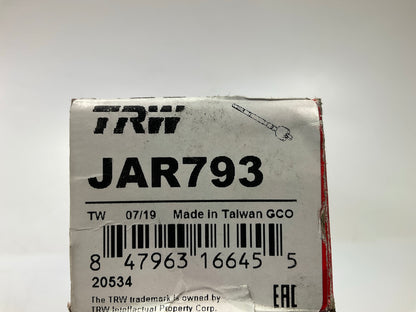 TRW
JAR793
TW 07/19 Made in Taiwan GCO
8 47963 16645 5
20534
EAC
The TRW trademark is owned by
TRW Intellectual Property Corp.